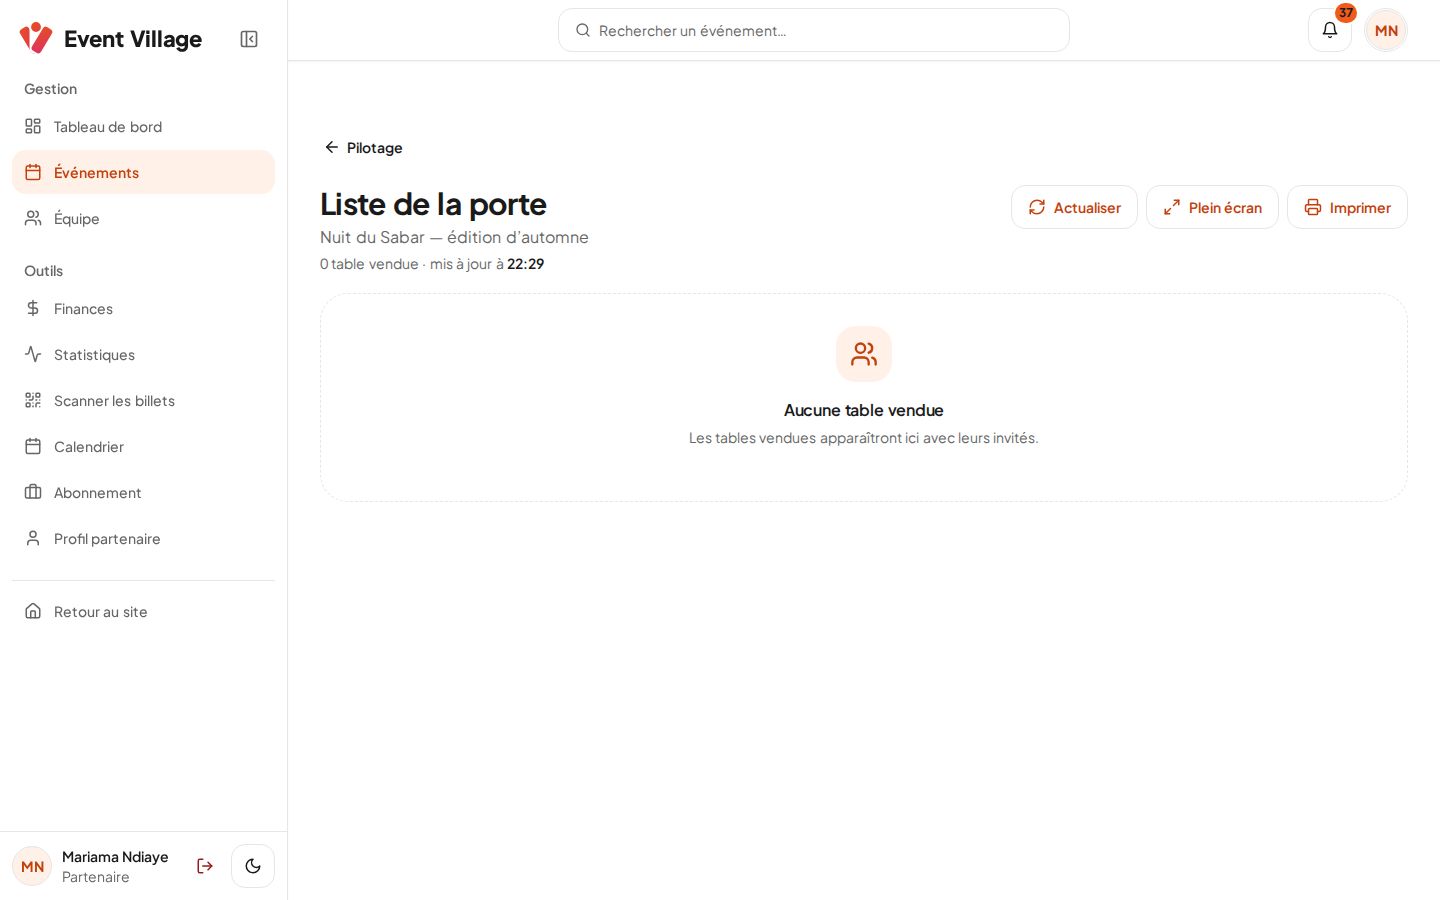 Event Village
Rechercher un événement…
37
MN
Gestion
Tableau de bord
Événements
Équipe
Outils
Finances
Statistiques
Scanner les billets
Calendrier
Abonnement
Profil partenaire
Retour au site
Mariama Ndiaye
MN
Partenaire
Pilotage
Liste de la porte
Actualiser
Plein écran
Imprimer
Nuit du Sabar — édition d’automne
0 table vendue · mis à jour à 22:29
Aucune table vendue
Les tables vendues apparaîtront ici avec leurs invités.